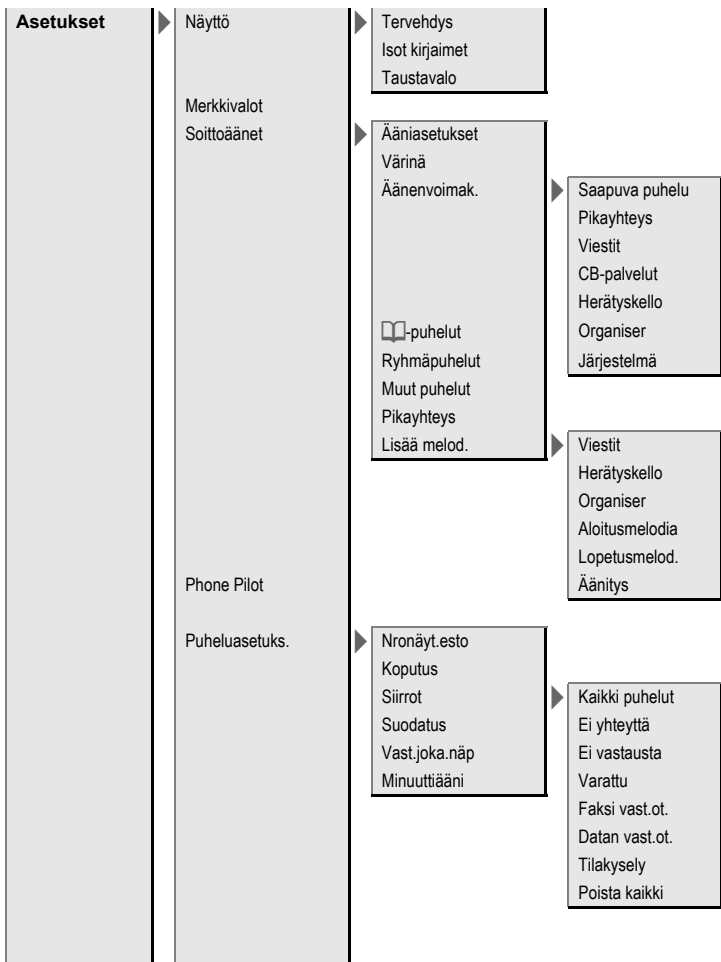 Asetukset
Näyttö
Tervehdys
Isot kirjaimet
Taustavalo
Merkkivalot
Soittoäänet
Ääniasetukset
Värinä
Äänenvoimak.
Saapuva puhelu
Pikayhteys
Viestit
CB-palvelut
Herätyskello
Organiser
Järjestelmä
-puhelut
Ryhmäpuhelut
Muut puhelut
Pikayhteys
Lisää melod.
Viestit
Herätyskello
Organiser
Aloitusmelodia
Lopetusmelod.
Äänitys
Phone Pilot
Puheluasetuks.
Nronäyt.esto
Koputus
Siirrot
Kaikki puhelut
Ei yhteyttä
Ei vastausta
Varattu
Faksi vast.ot.
Datan vast.ot.
Tilakysely
Poista kaikki
Suodatus
Vast.joka.näp
Minuuttiääni